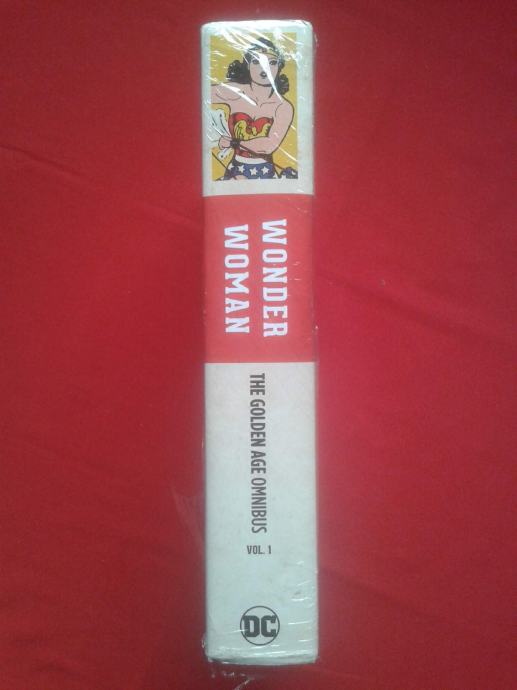 WONDER
WOMAN
THE GOLDEN AGE OMNIBUS
VOL. 1
DC